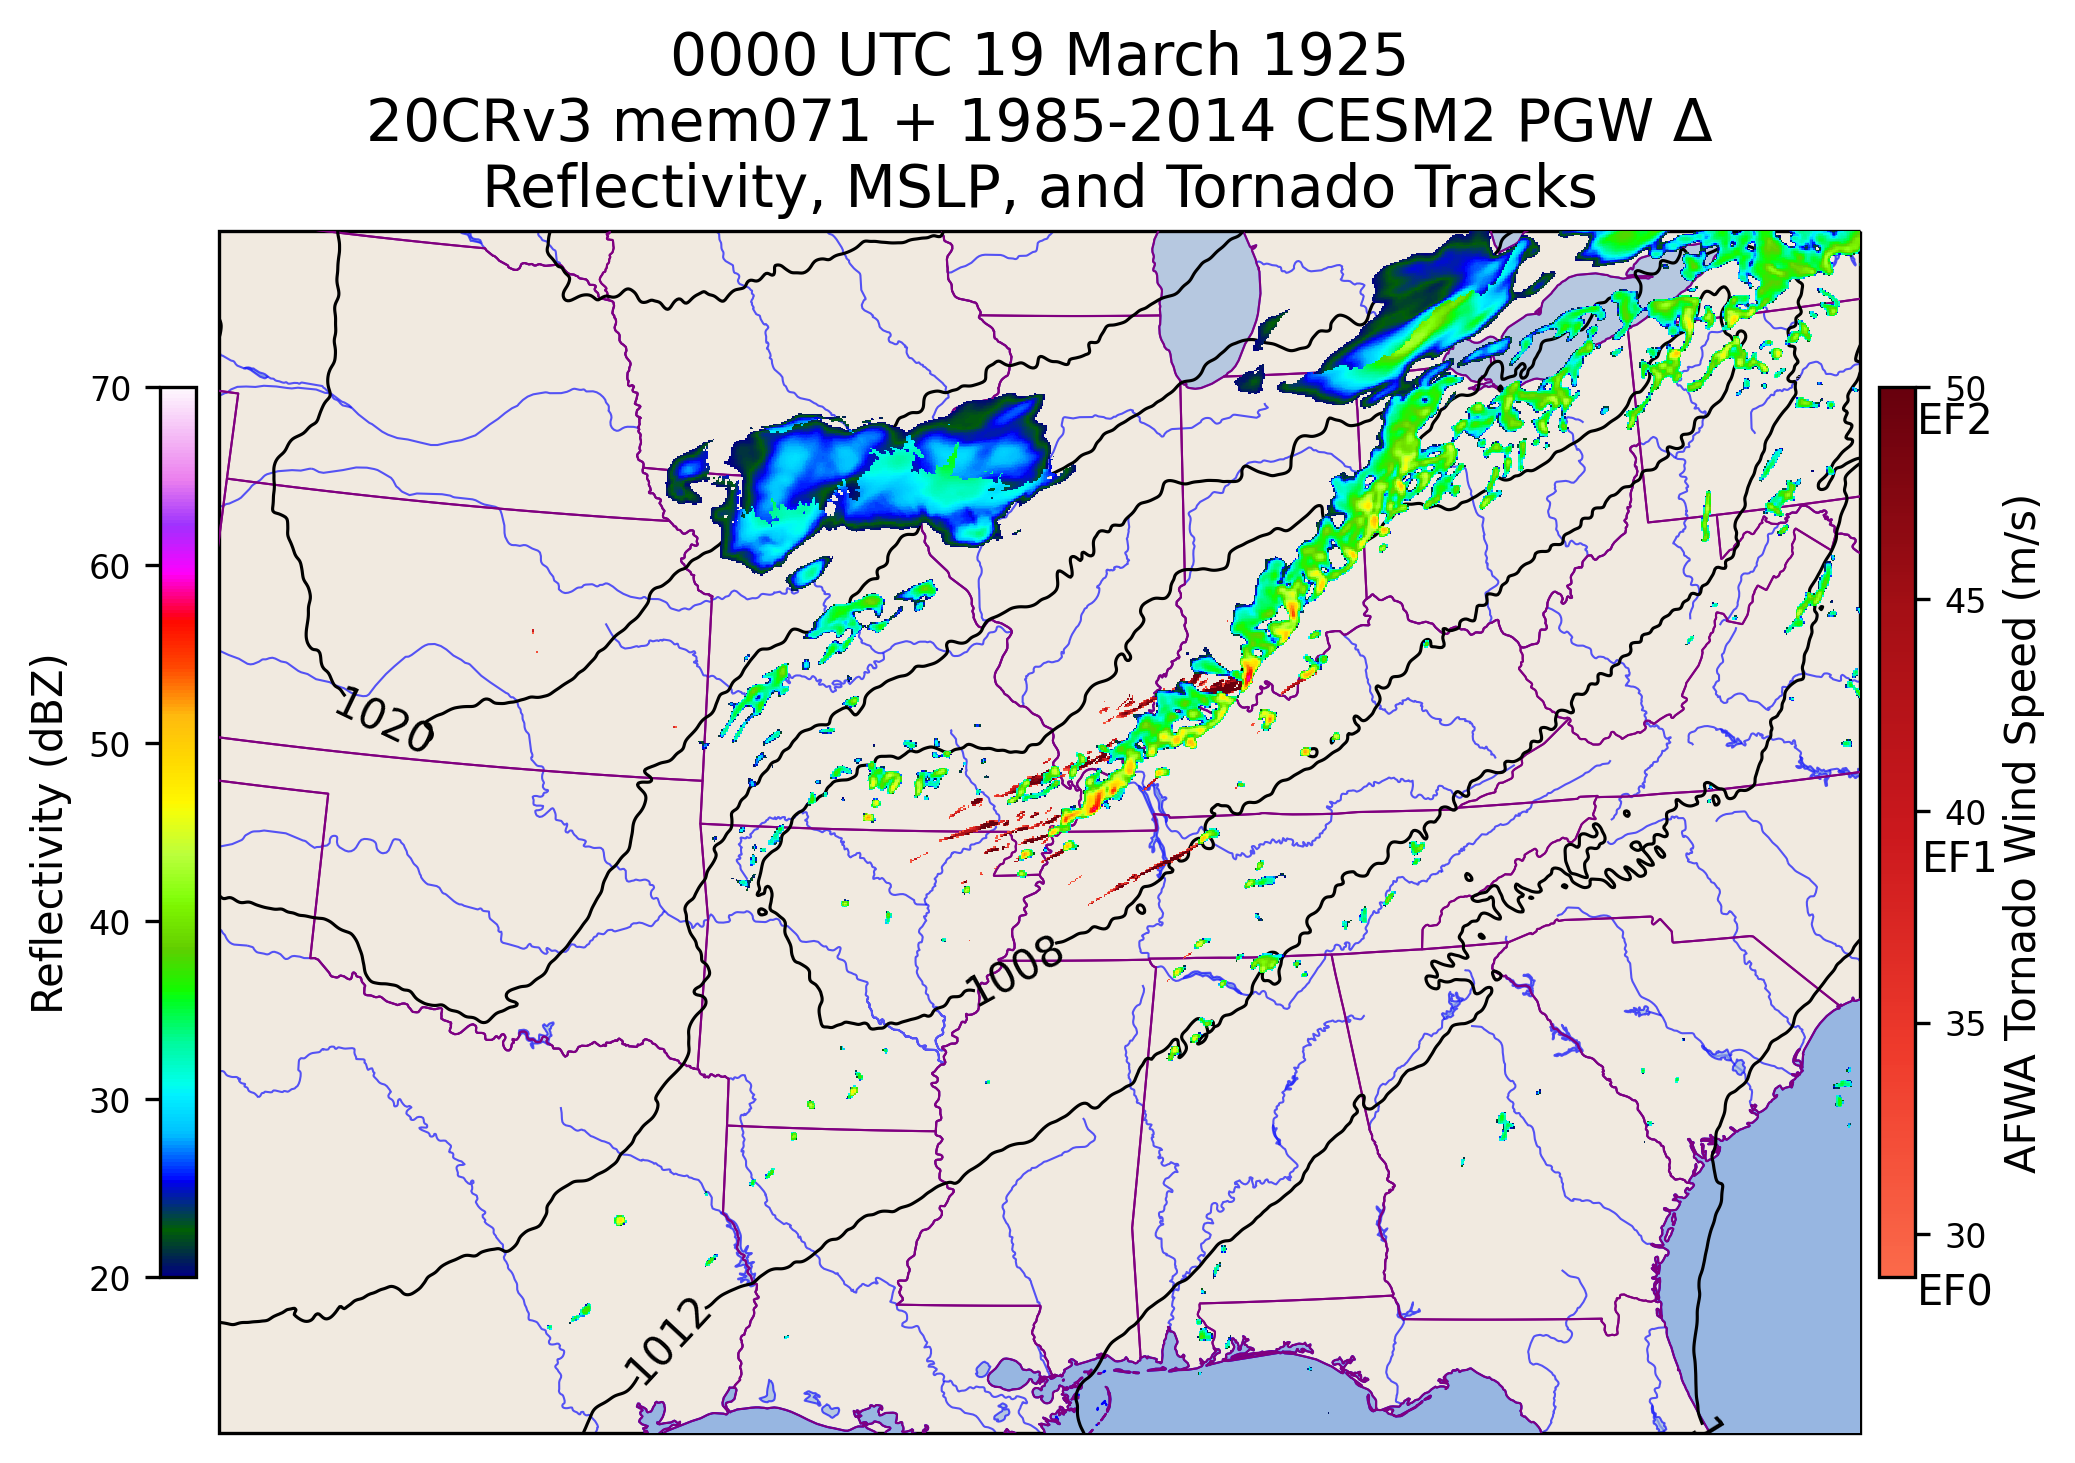 0000 UTC 19 March 1925
20CRv3 mem071 + 1985-2014 CESM2 PGW Δ
Reflectivity, MSLP, and Tornado Tracks
Reflectivity (dBZ)
70
60
50
40
30
20
1020
1008
1012
50
EF2
45
40
EF1
35
30
EF0
AFWA Tornado Wind Speed (m/s)